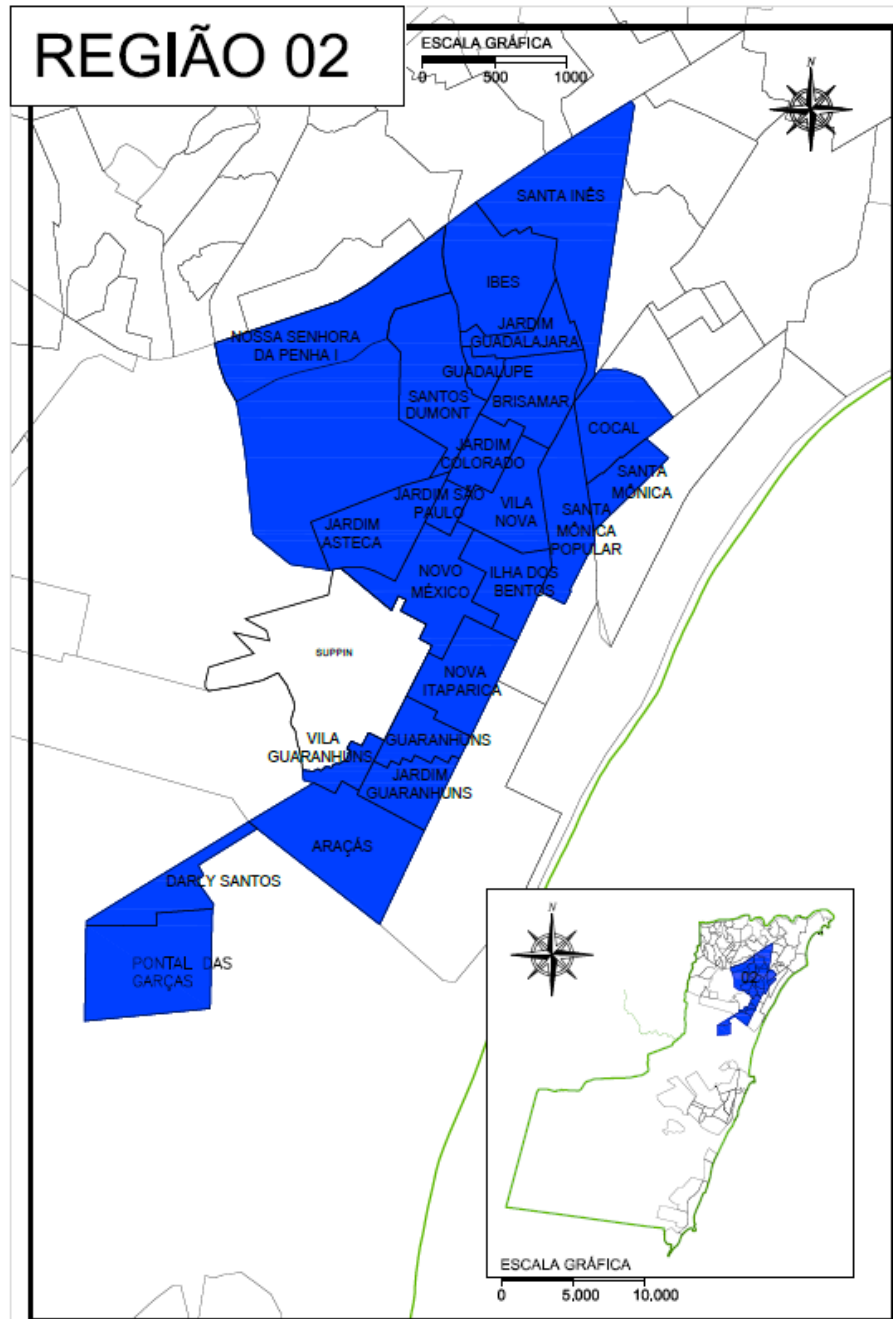 REGIÃO 02
ESCALA GRÁFICA
0 500 1000
N
SANTA INÊS
IBES
JARDIM
GUADALAJARA
NOSSA SENHORA
DA PENHA I
GUADALUPE
SANTOS
DUMONT
BRISAMAR
COCAL
JARDIM
COLORADO
SANTA
MÔNICA
JARDIM SÃO
PAULO
VILA
NOVA
SANTA
MÔNICA
POPULAR
JARDIM
ASTECA
NOVO
MÉXICO
ILHA DOS
BENTOS
SUPPIN
NOVA
ITAPARICA
VILA
GUARANHUNS
GUARANHUNS
JARDIM
GUARANHUNS
ARAÇÁS
DARLY SANTOS
PONTAL DAS
GARÇAS
N
02
ESCALA GRÁFICA
0 5,000 10,000